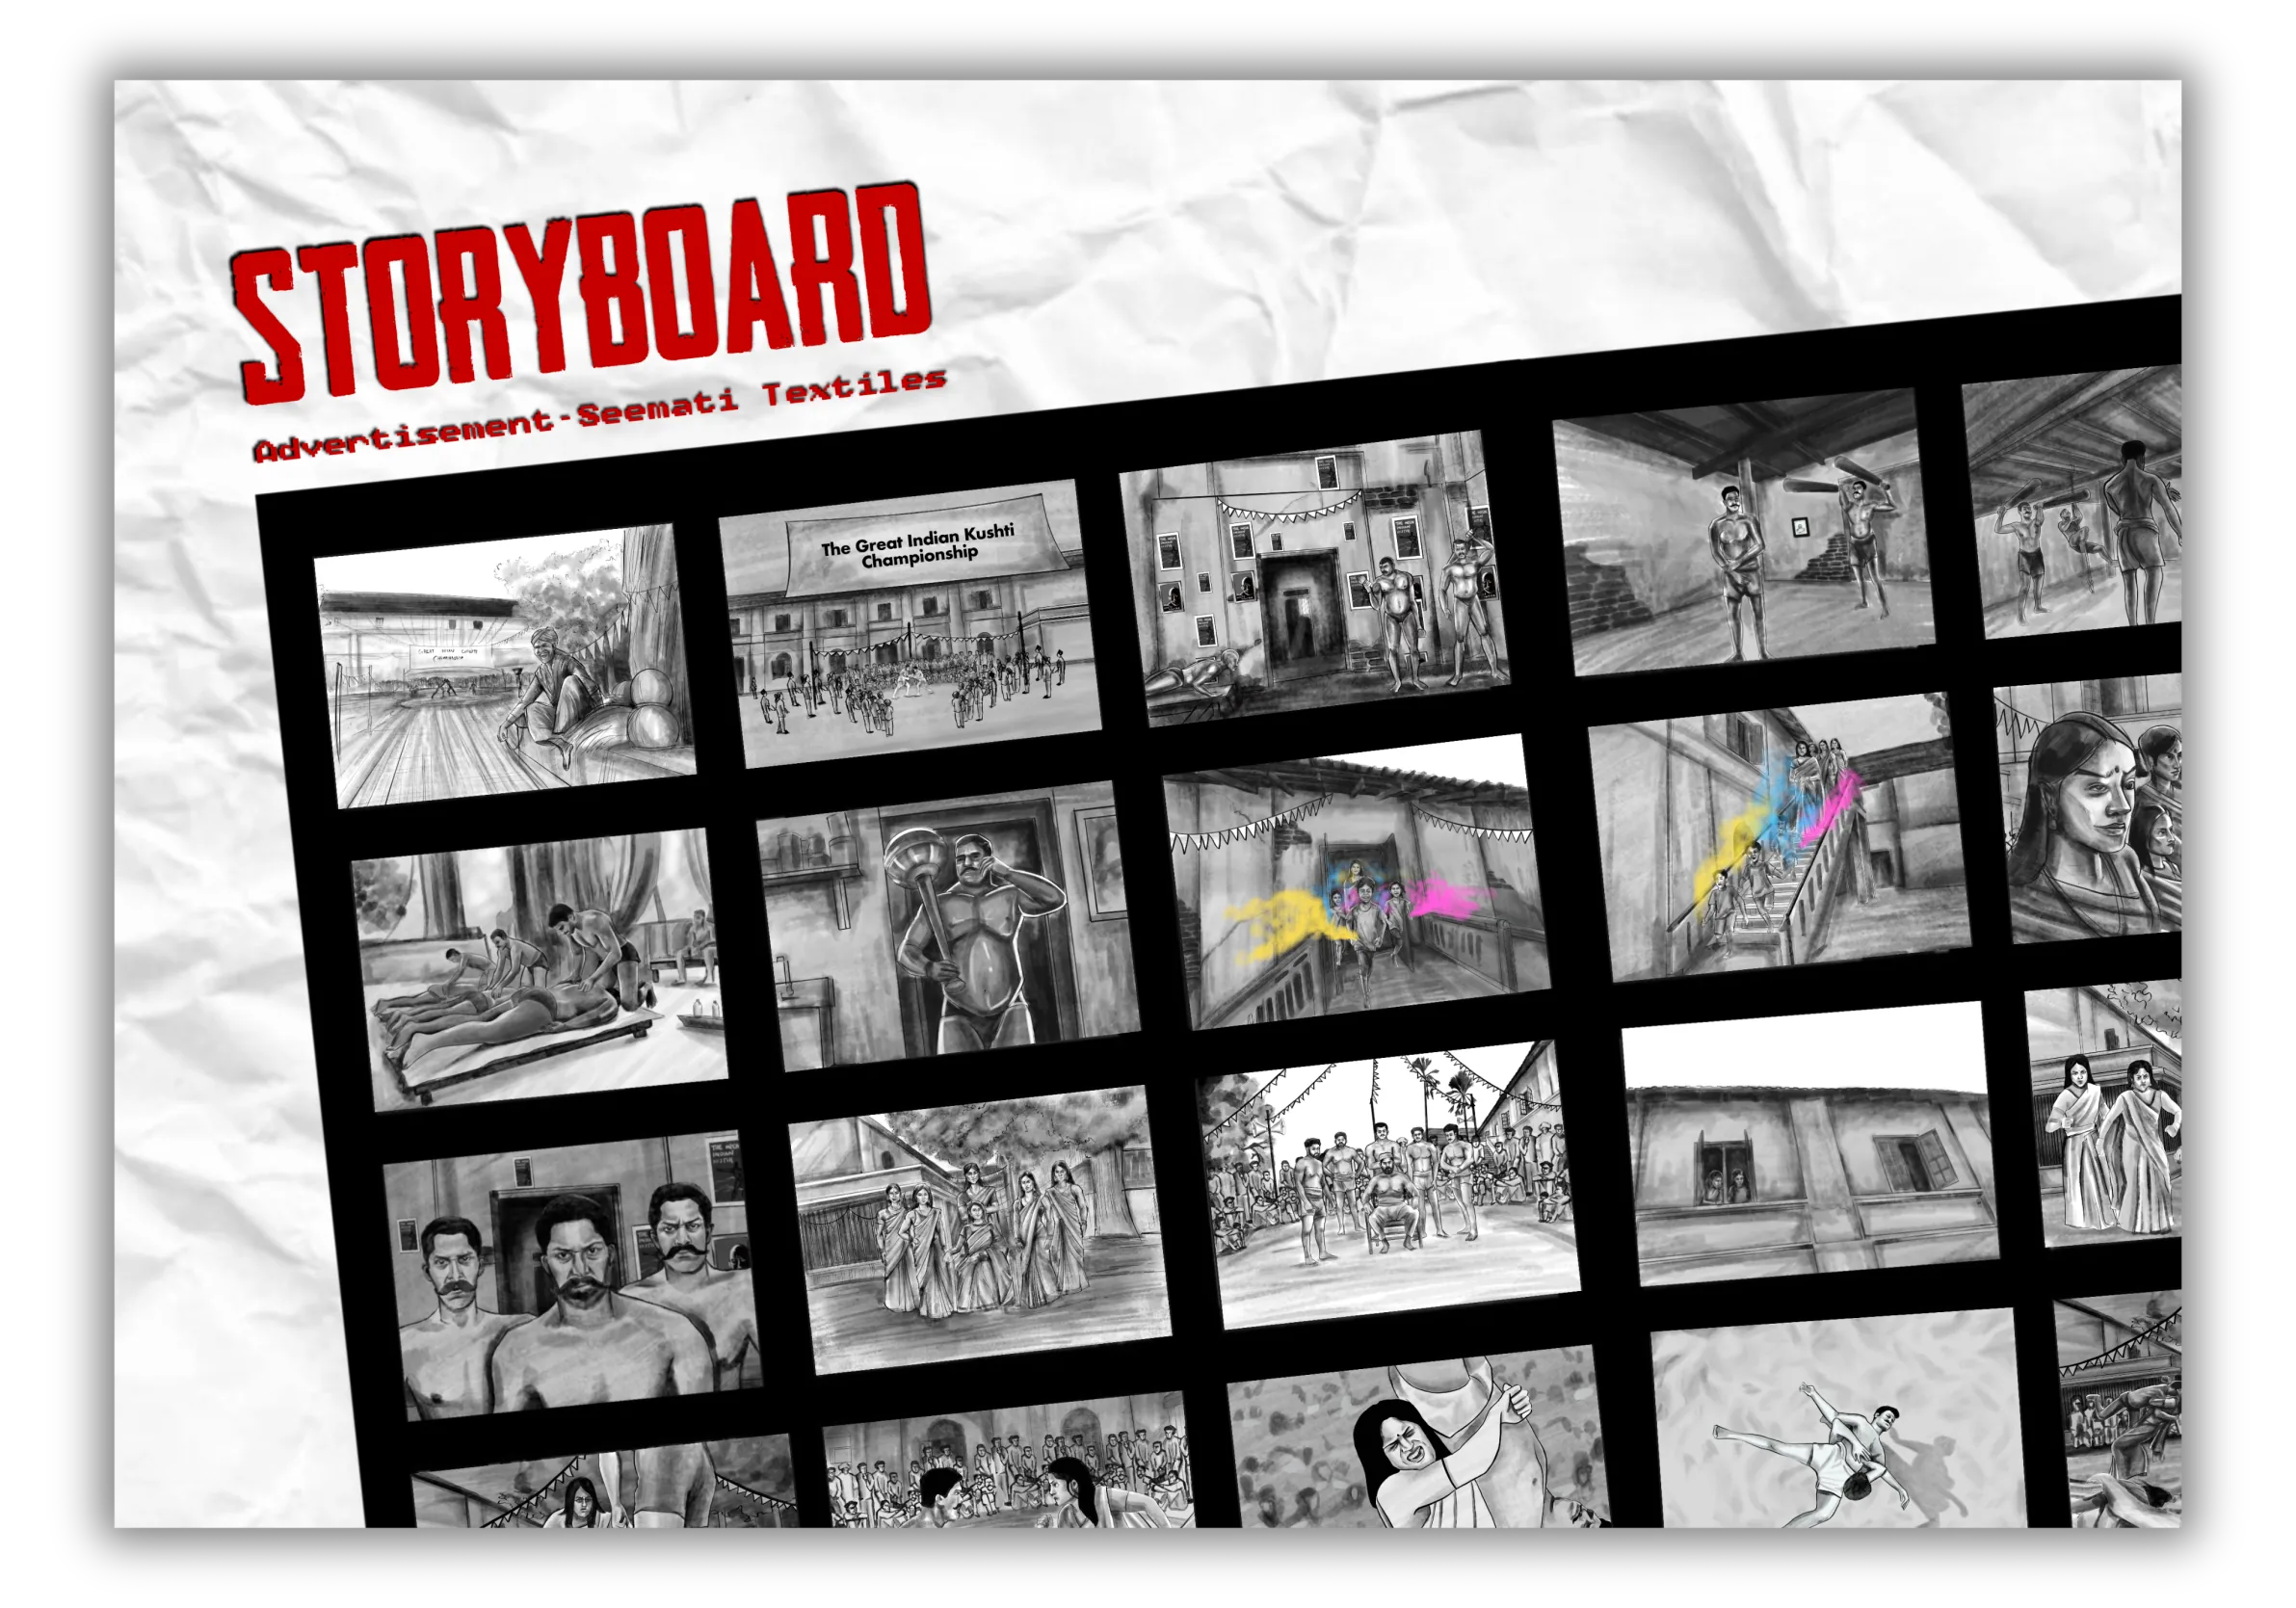 STORYBOARD
Advertisement-Seemati Textiles
The Great Indian Kushti
Championship